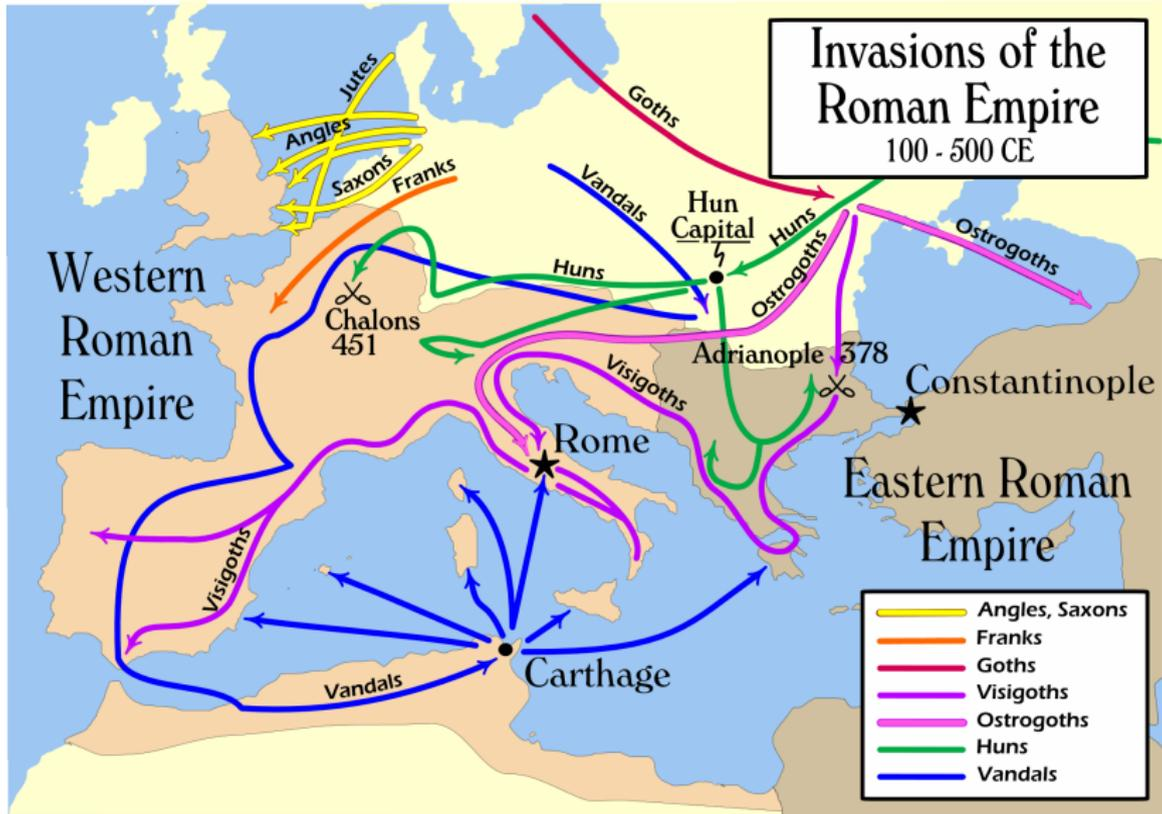 Invasions of the
Roman Empire
100 - 500 CE
Jutes
Angles
Saxons
Franks
Goths
Vandals
Hun
Capital
Huns
Ostrogoths
Ostrogoths
Huns
Western
Roman
Empire
Chalons
451
Adrianople 378
Visigoths
Constantinople
Rome
Eastern Roman
Empire
Visigoths
Vandals
Carthage
Angles, Saxons
Franks
Goths
Visigoths
Ostrogoths
Huns
Vandals